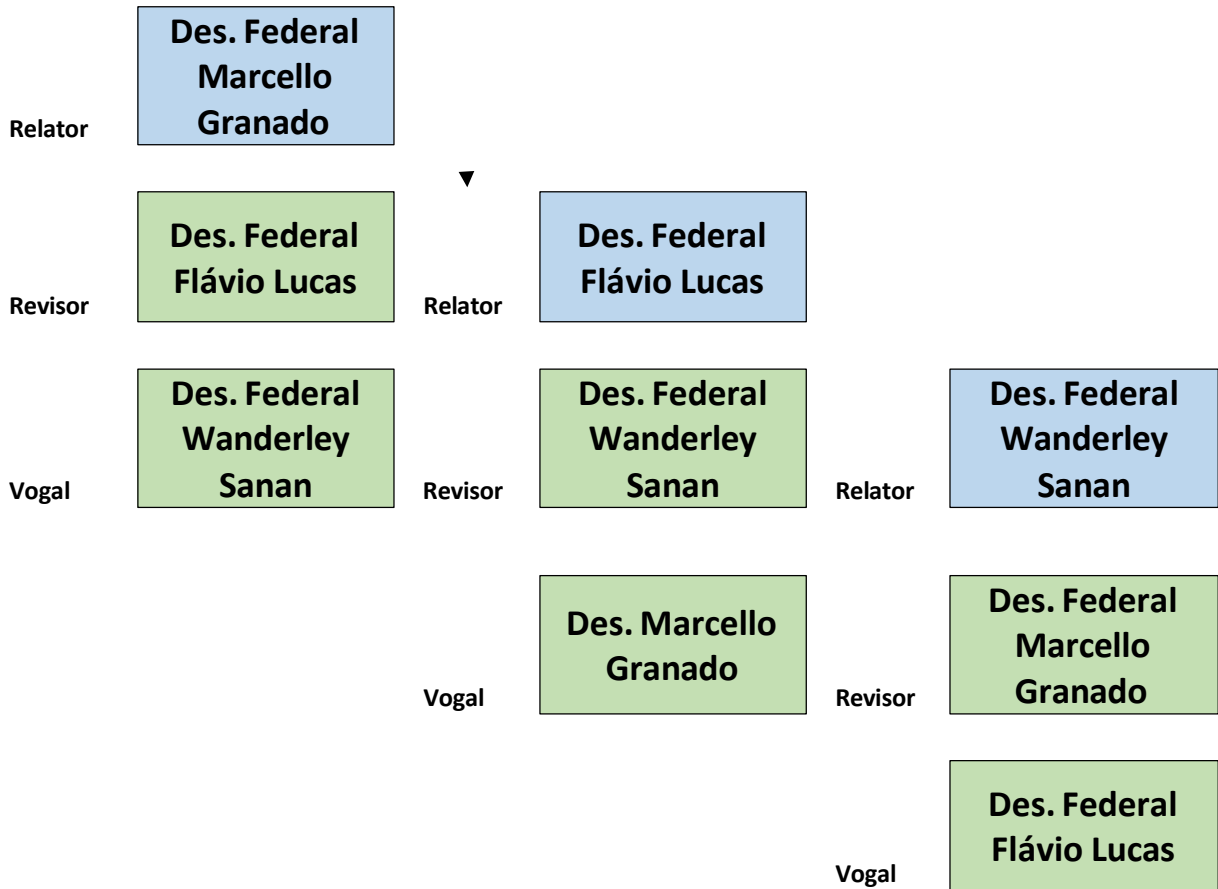 Des. Federal
Marcello
Granado
Relator
Des. Federal
Flávio Lucas
Revisor
Des. Federal
Flávio Lucas
Relator
Des. Federal
Wanderley
Sanan
Vogal
Des. Federal
Wanderley
Sanan
Revisor
Des. Federal
Wanderley
Sanan
Relator
Des. Marcello
Granado
Vogal
Des. Federal
Marcello
Granado
Revisor
Des. Federal
Flávio Lucas
Vogal